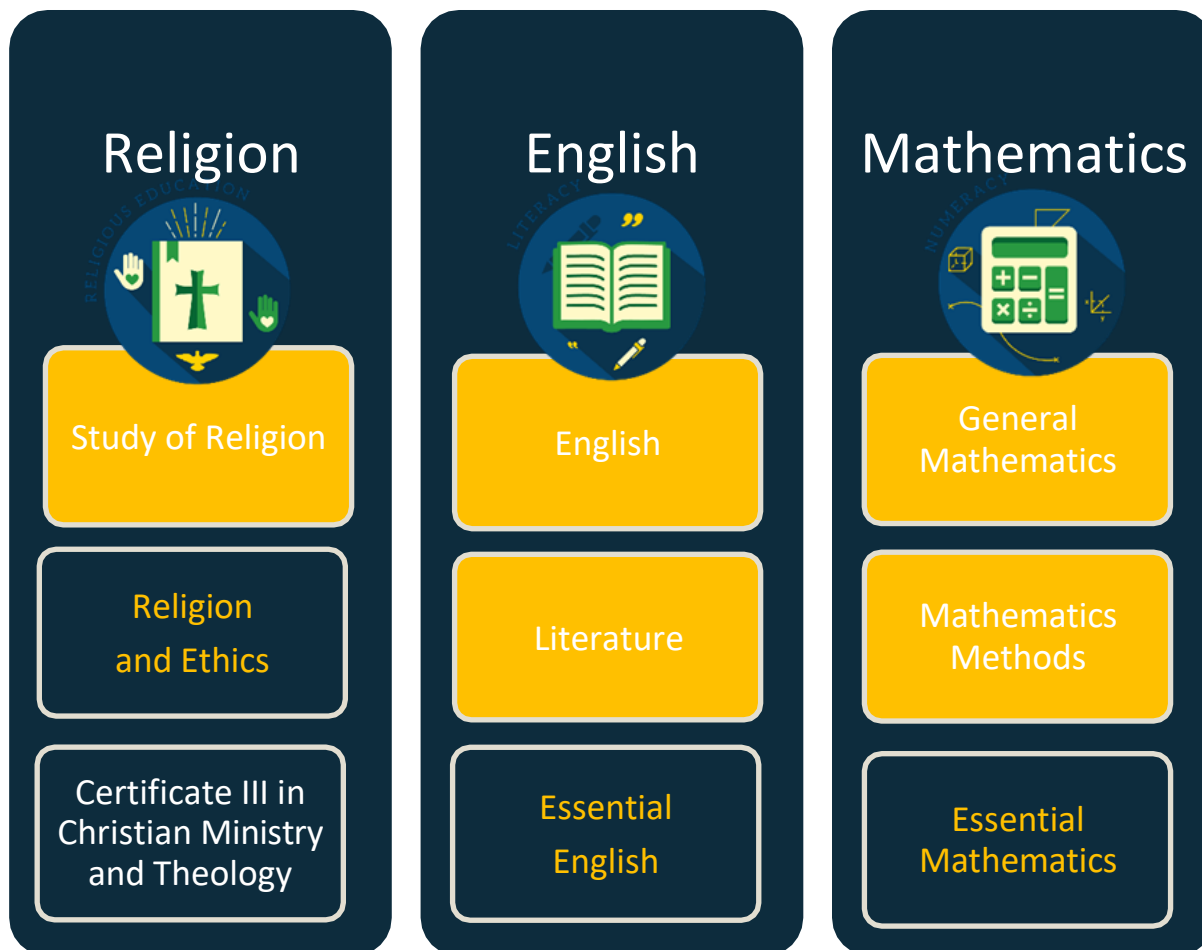 Religion
RELIGIOUS EDUCATION
Study of Religion
Religion
and Ethics
Certificate III in
Christian Ministry
and Theology
English
LITERACY
English
Literature
Essential
English
Mathematics
NUMERACY
General
Mathematics
Mathematics
Methods
Essential
Mathematics